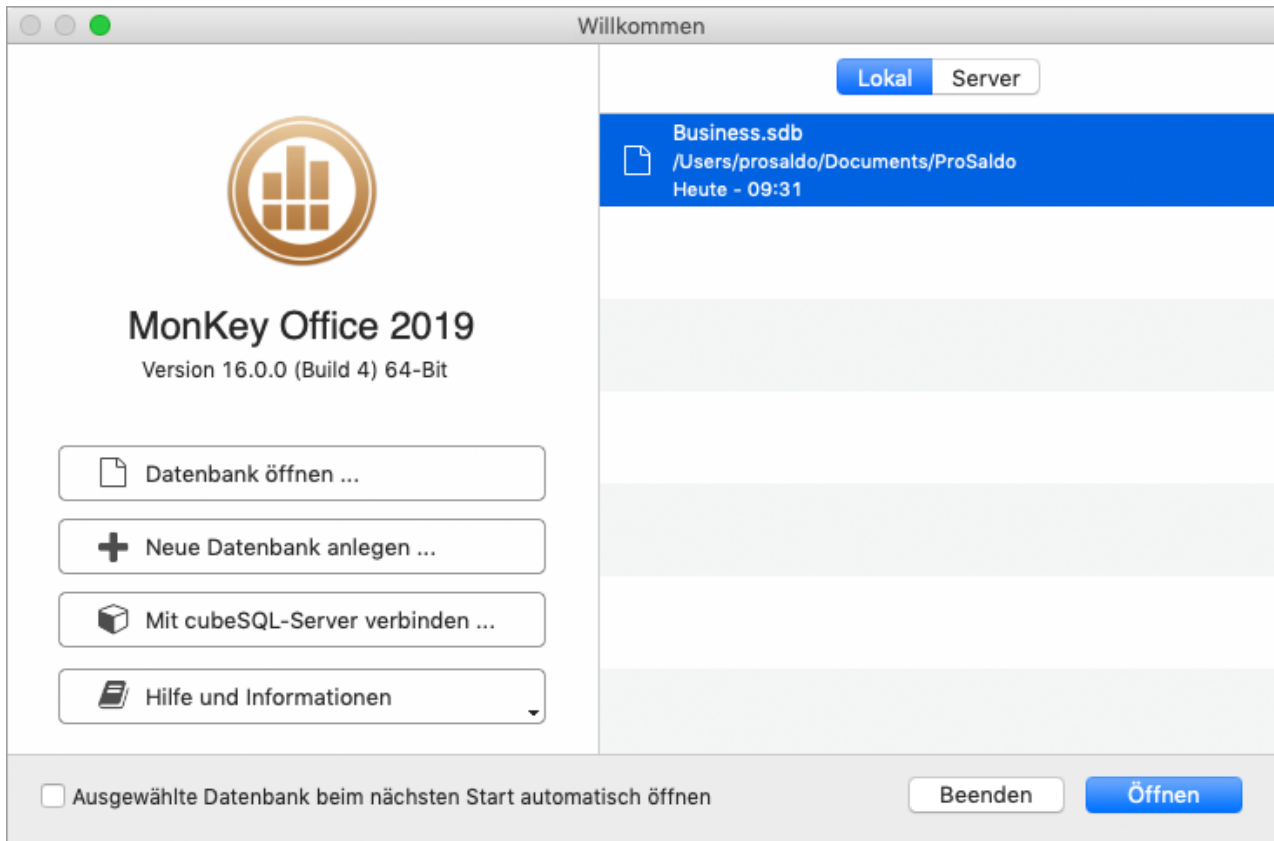 Willkommen
MonKey Office 2019
Version 16.0.0 (Build 4) 64-Bit
Datenbank öffnen ...
Neue Datenbank anlegen ...
Mit cubeSQL-Server verbinden ...
Hilfe und Informationen
Lokal Server
Business.sdb
/Users/prosaldo/Documents/ProSaldo
Heute - 09:31
Ausgewählte Datenbank beim nächsten Start automatisch öffnen
Beenden Öffnen